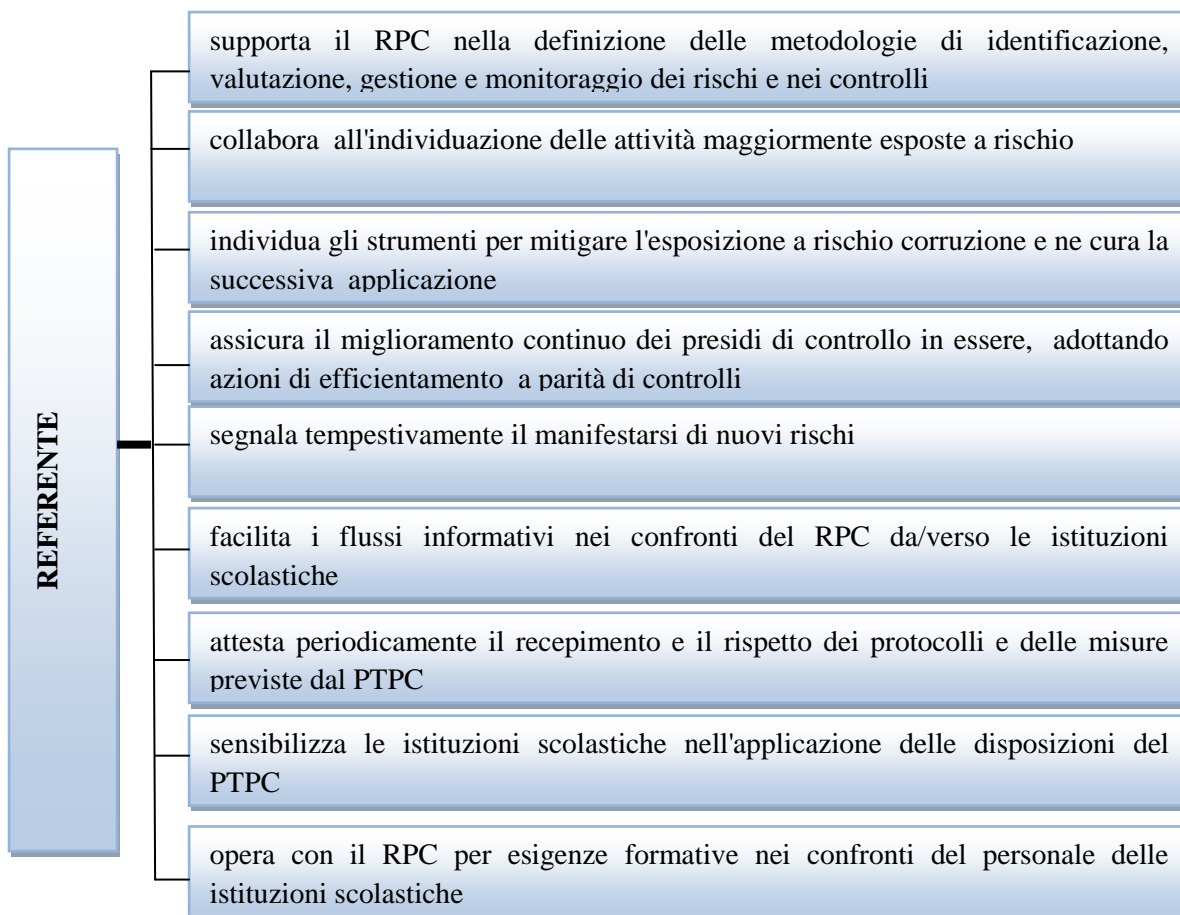 REFERENTE
supporta il RPC nella definizione delle metodologie di identificazione,
valutazione, gestione e monitoraggio dei rischi e nei controlli
collabora all'individuazione delle attività maggiormente esposte a rischio
individua gli strumenti per mitigare l'esposizione a rischio corruzione e ne cura la
successiva applicazione
assicura il miglioramento continuo dei presidi di controllo in essere, adottando
azioni di efficientamento a parità di controlli
segnala tempestivamente il manifestarsi di nuovi rischi
facilita i flussi informativi nei confronti del RPC da/verso le istituzioni
scolastiche
attesta periodicamente il recepimento e il rispetto dei protocolli e delle misure
previste dal PTPC
sensibilizza le istituzioni scolastiche nell'applicazione delle disposizioni del
PTPC
opera con il RPC per esigenze formative nei confronti del personale delle
istituzioni scolastiche